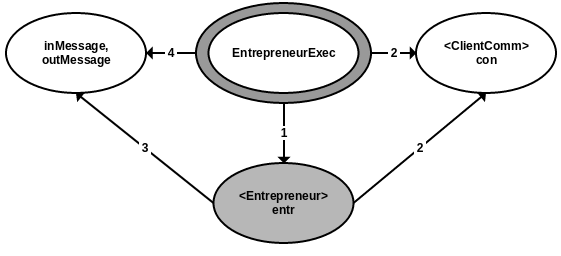 inMessage,
outMessage
4
EntrepreneurExec
2
<ClientComm>
con
1
3
2
<Entrepreneur>
entr